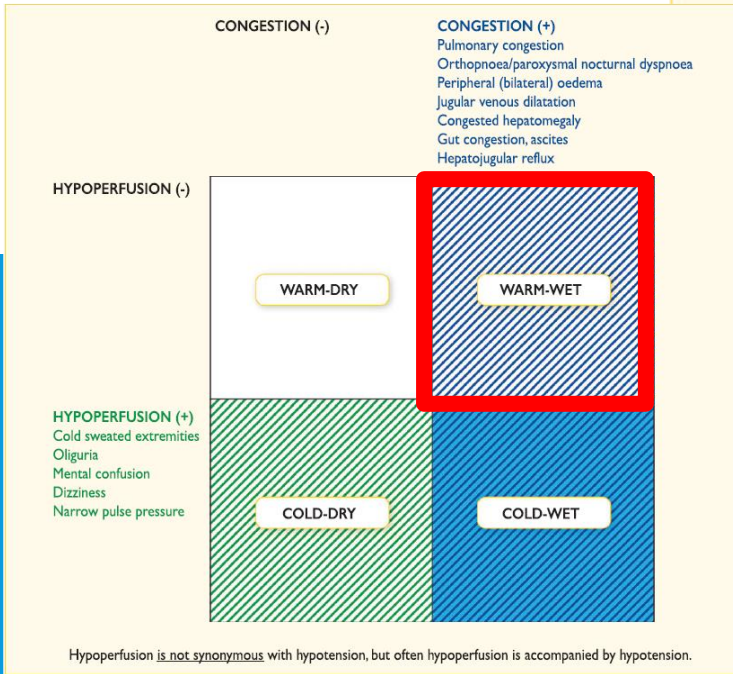 CONGESTION (-)
CONGESTION (+)
Pulmonary congestion
Orthopnoea/paroxysmal nocturnal dyspnoea
Peripheral (bilateral) oedema
Jugular venous dilatation
Congested hepatomegaly
Gut congestion, ascites
Hepatojugular reflux
HYPOPERFUSION (-)
WARM-DRY
WARM-WET
HYPOPERFUSION (+)
Cold sweated extremities
Oliguria
Mental confusion
Dizziness
Narrow pulse pressure
COLD-DRY
COLD-WET
Hypoperfusion is not synonymous with hypotension, but often hypoperfusion is accompanied by hypotension.